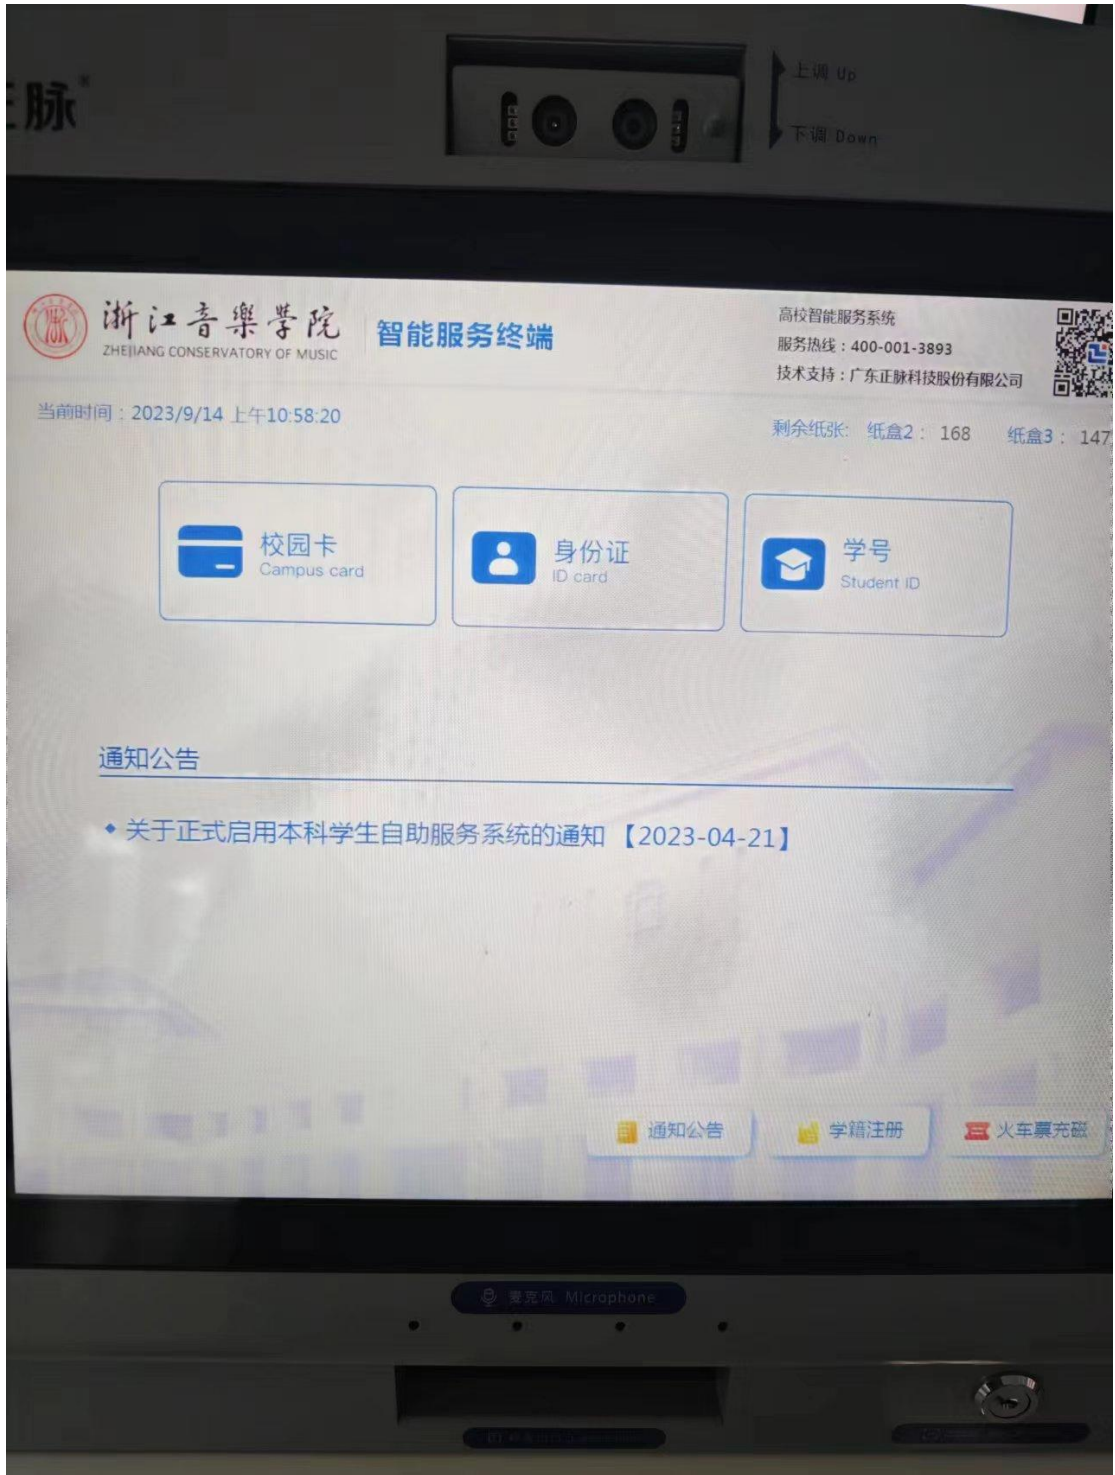 脉®
上调 Up
下调 Down
浙江音樂學院
ZHEJIANG CONSERVATORY OF MUSIC
智能服务终端
高校智能服务系统
服务热线：400-001-3893
技术支持：广东正脉科技股份有限公司
当前时间：2023/9/14 上午10:58:20
剩余纸张: 纸盒2： 168 纸盒3： 147
校园卡
Campus card
身份证
ID card
学号
Student ID
通知公告
◆ 关于正式启用本科学生自助服务系统的通知 【2023-04-21】
通知公告 学籍注册 火车票充磁
麦克风 Microphone